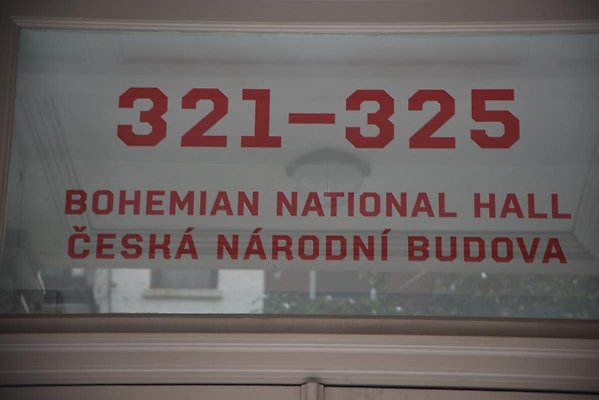 321–325
BOHEMIAN NATIONAL HALL
ČESKÁ NÁRODNÍ BUDOVA